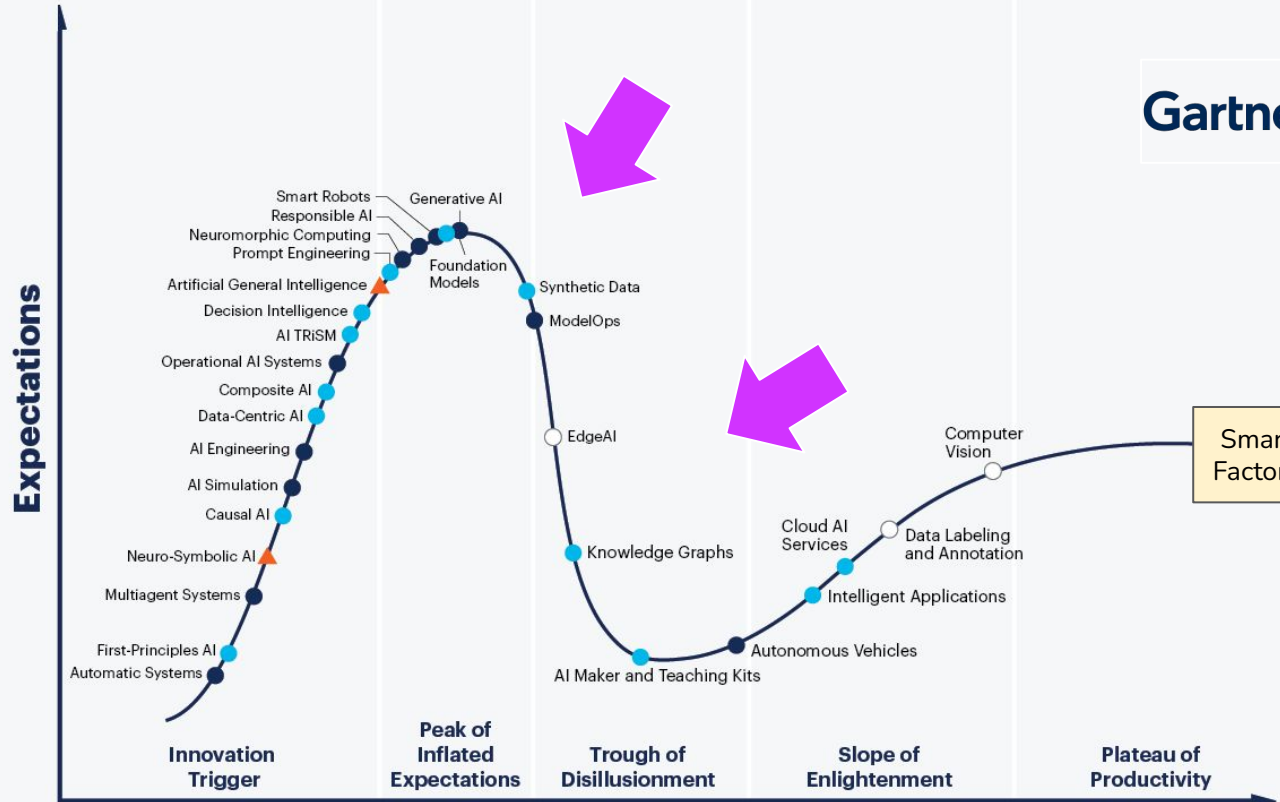 Gartne
Smart Robots
Generative AI
Responsible AI
Neuromorphic Computing
Prompt Engineering
Foundation
Models
Artificial General Intelligence
Synthetic Data
Decision Intelligence
ModelOps
AI TRiSM
Operational AI Systems
Composite AI
Data-Centric AI
EdgeAI
AI Engineering
Computer
Vision
Smar
Factor
AI Simulation
Causal AI
Cloud AI
Services
Data Labeling
and Annotation
Neuro-Symbolic AI
Knowledge Graphs
Multiagent Systems
Intelligent Applications
First-Principles AI
Autonomous Vehicles
Automatic Systems
AI Maker and Teaching Kits
Expectations
Innovation
Trigger
Peak of
Inflated
Expectations
Trough of
Disillusionment
Slope of
Enlightenment
Plateau of
Productivity